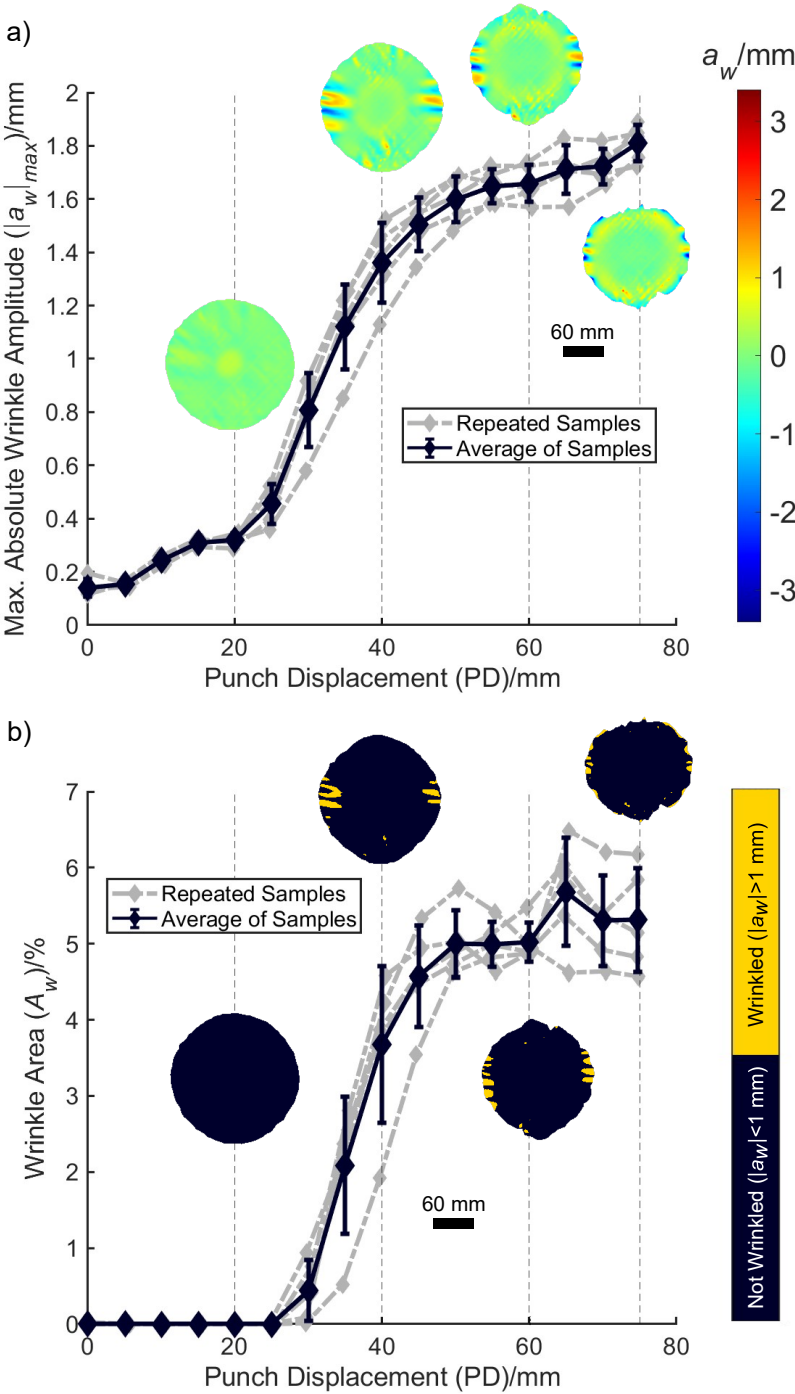 a)
a_w/mm
Max. Absolute Wrinkle Amplitude (|a_w|_max)/mm
2
1.8
1.6
1.4
1.2
1
0.8
0.6
0.4
0.2
0
60 mm
Repeated Samples
Average of Samples
0
20
40
60
80
Punch Displacement (PD)/mm
3
2
1
0
-1
-2
-3
b)
Wrinkle Area (A_w)/%
7
6
5
4
3
2
1
0
Repeated Samples
Average of Samples
60 mm
0
20
40
60
80
Punch Displacement (PD)/mm
Wrinkled (|a_w|>1 mm)
Not Wrinkled (|a_w|<1 mm)